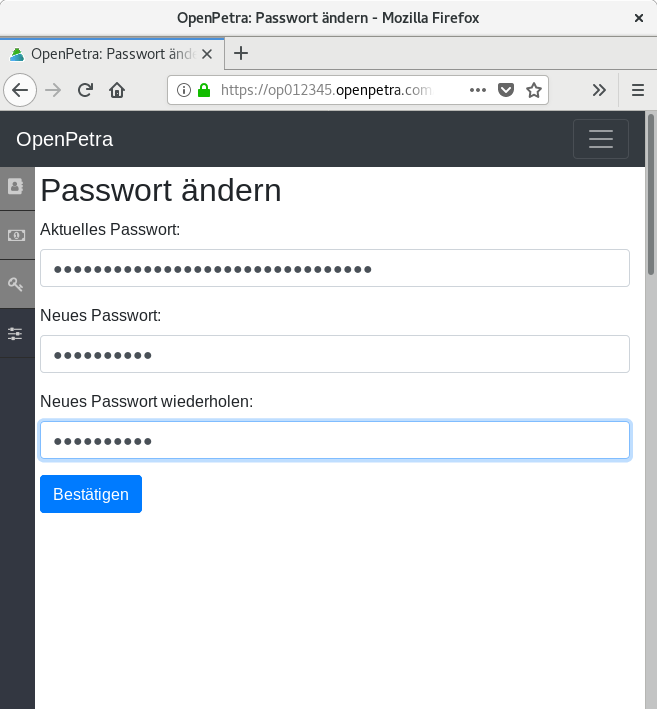 OpenPetra: Passwort ändern - Mozilla Firefox
OpenPetra: Passwort ände
https://op012345.openpetra.com
OpenPetra
Passwort ändern
Aktuelles Passwort:
●●●●●●●●●●●●●●●●●●●●●●●●●●●●●●●●
Neues Passwort:
●●●●●●●●●●
Neues Passwort wiederholen:
●●●●●●●●●●
Bestätigen